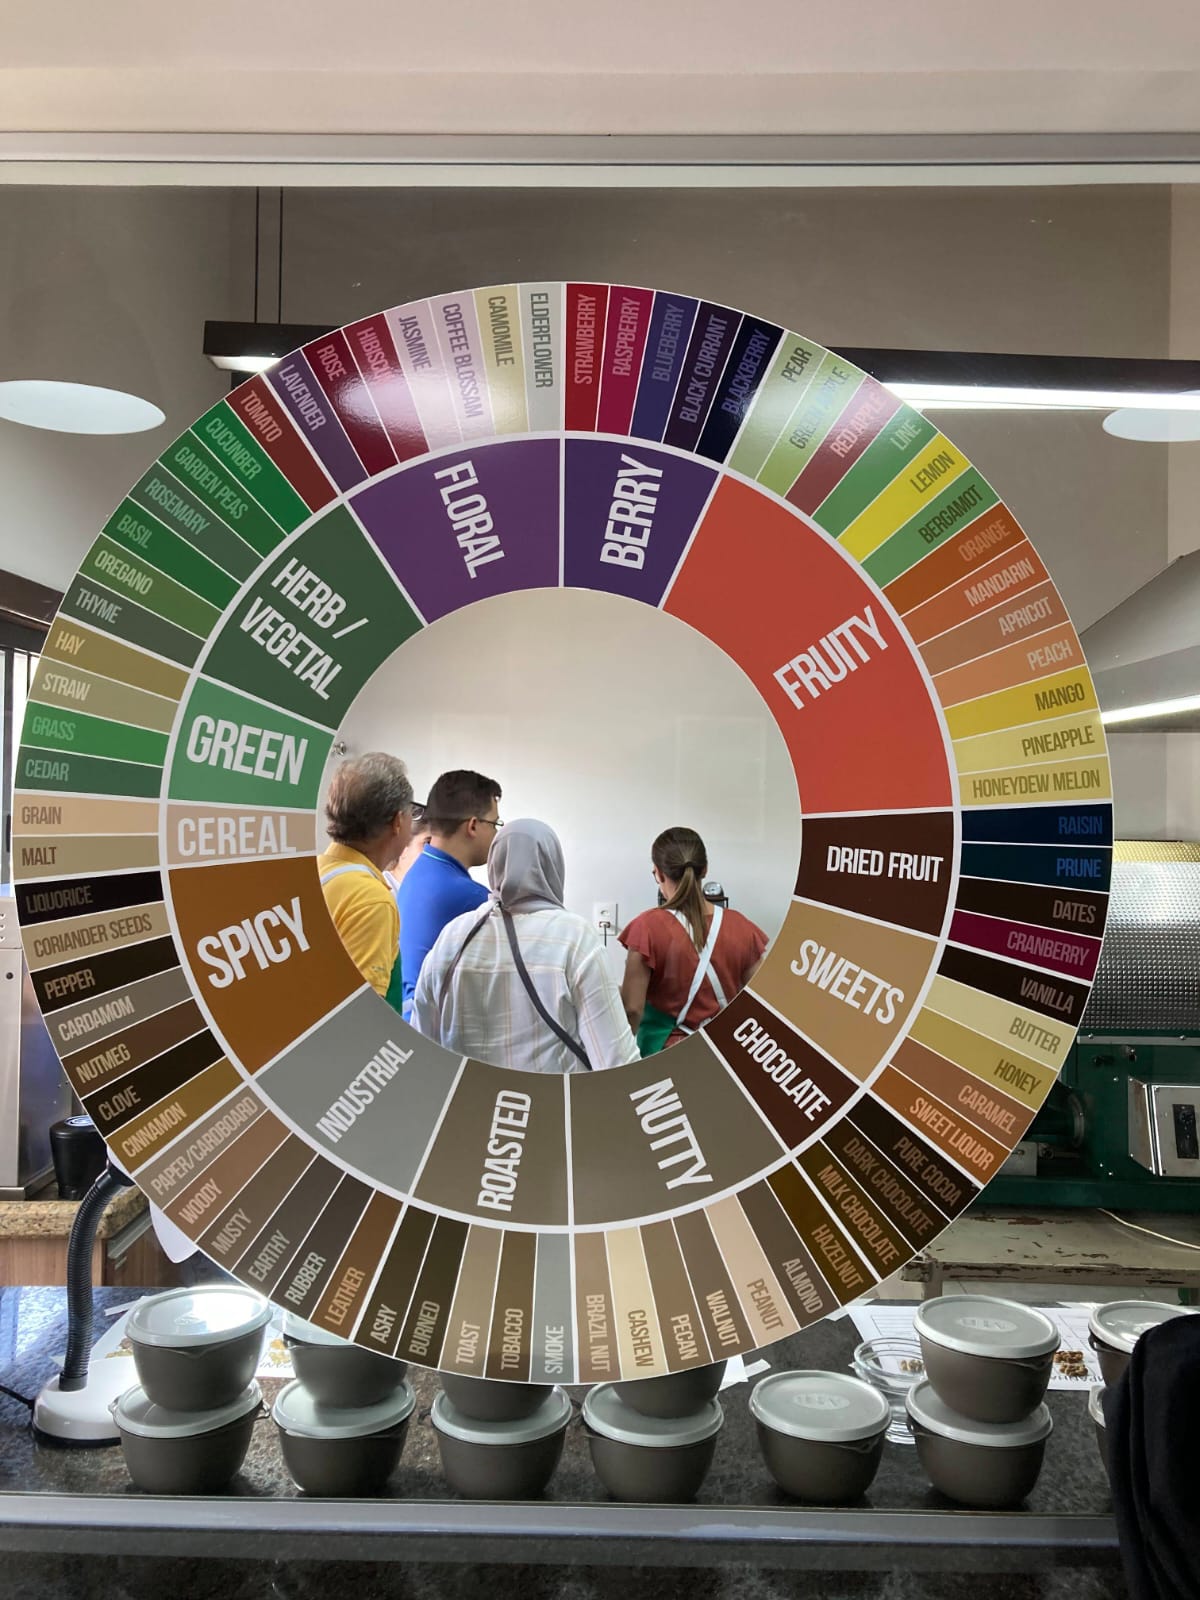 FLORAL
BERRY
FRUITY
DRIED FRUIT
SWEETS
CHOCOLATE
NUTTY
ROASTED
INDUSTRIAL
SPICY
CEREAL
GREEN
HERB /
VEGETAL
STRAWBERRY
RASPBERRY
BLUEBERRY
BLACK CURRANT
BLACKBERRY
PEAR
GREEN APPLE
RED APPLE
LINE
LEMON
BERGAMOT
ORANGE
MANDARIN
APRICOT
PEACH
MANGO
PINEAPPLE
HONEYDEW MELON
RAISIN
PRUNE
DATES
CRANBERRY
VANILLA
BUTTER
HONEY
CARAMEL
SWEET LIQUOR
PURE COCOA
DARK CHOCOLATE
MILK CHOCOLATE
HAZELNUT
ALMOND
PEANUT
WALNUT
PECAN
CASHEW
BRAZIL NUT
SMOKE
TOBACCO
TOAST
BURNED
ASHY
LEATHER
RUBBER
EARTHY
MUSTY
WOODY
PAPER/CARDBOARD
CINNAMON
CLOVE
NUTMEG
CARDAMOM
PEPPER
CORIANDER SEEDS
LIQUORICE
MALT
GRAIN
CEDAR
GRASS
STRAW
HAY
THYME
OREGANO
BASIL
ROSEMARY
GARDEN PEAS
CUCUNBER
TOMATO
LAVENDER
ROSE
HIBISCUS
JASMINE
COFFEE BLOSSAM
CAMOMILE
ELDERFLOWER